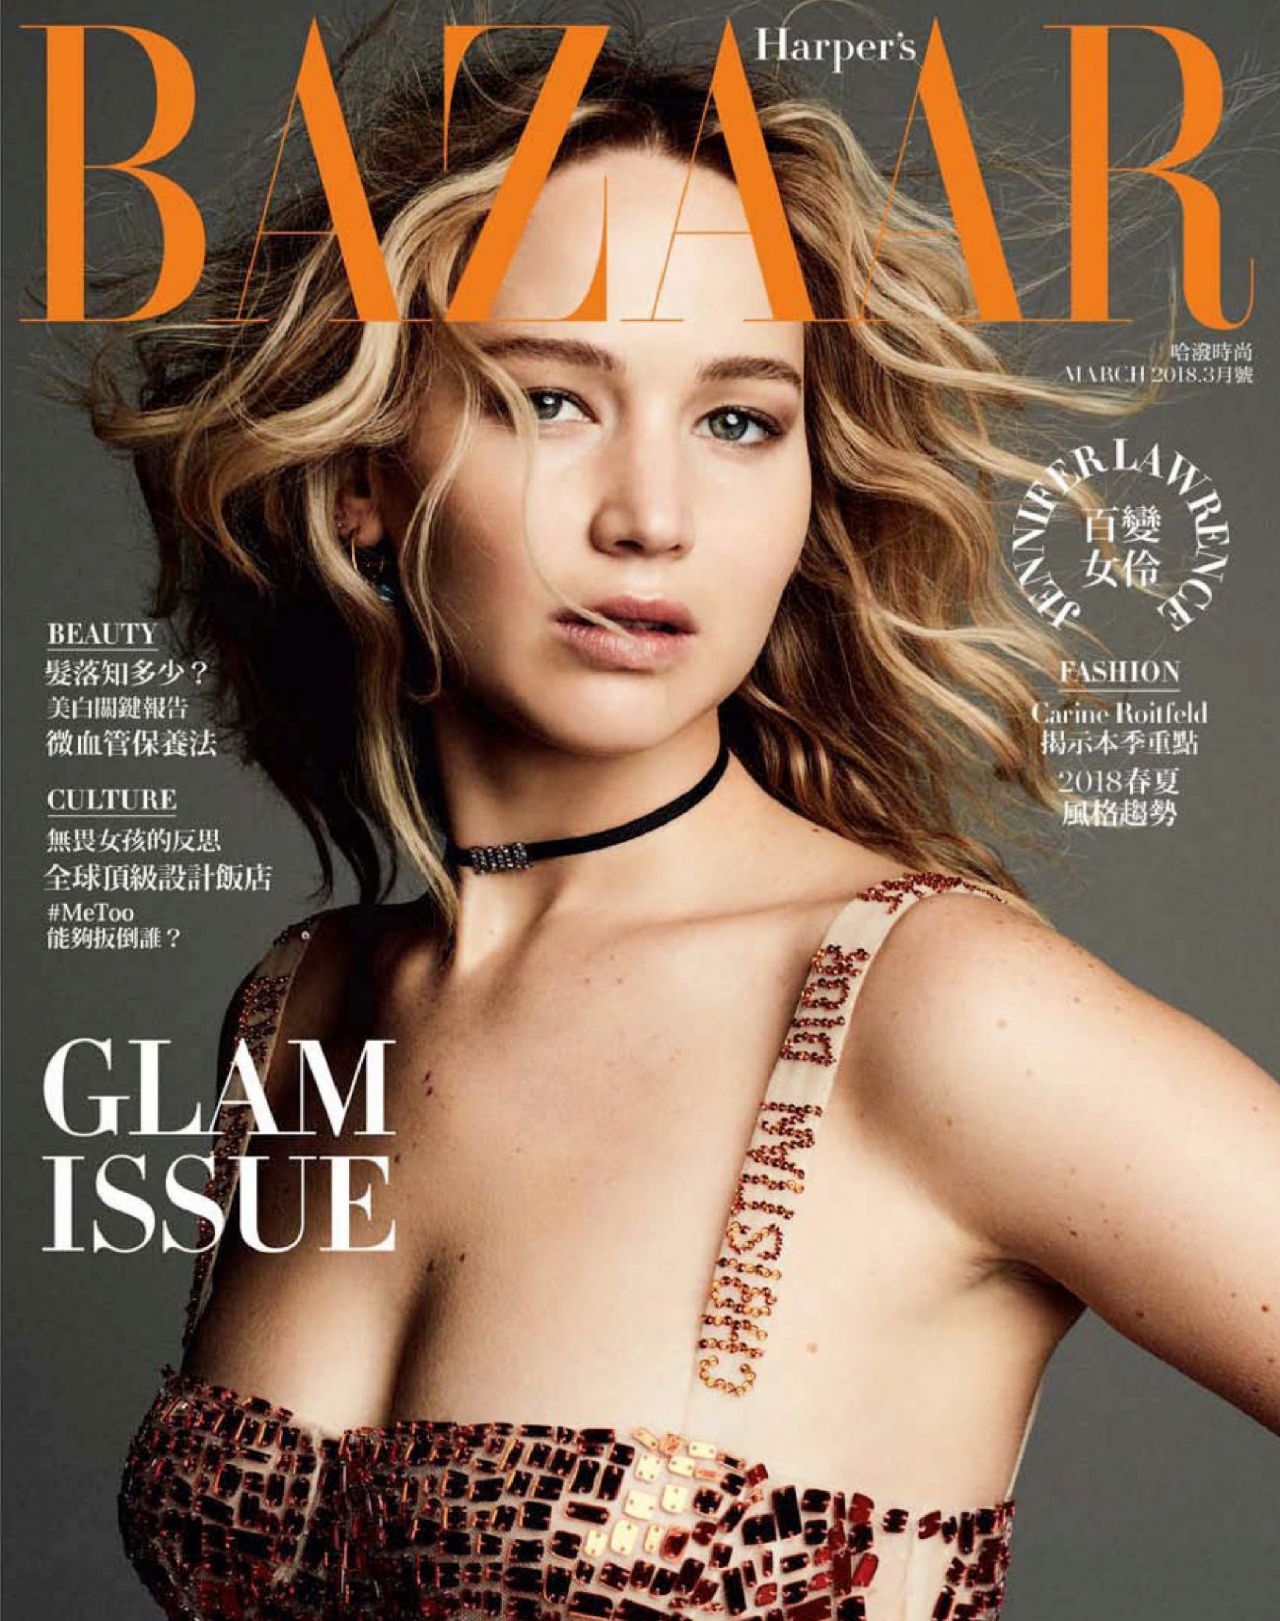 Harper's
BAZAAR
哈潑時尚
MARCH 2018.3月號
JENNIFER LAWRENCE
百變
女伶
BEAUTY
髮落知多少？
美白關鍵報告
微血管保養法
CULTURE
無畏女孩的反思
全球頂級設計飯店
#MeToo
能夠扳倒誰？
FASHION
Carine Roitfeld
揭示本季重點
2018春夏
風格趨勢
GLAM
ISSUE
CHRISTIAN DIOR